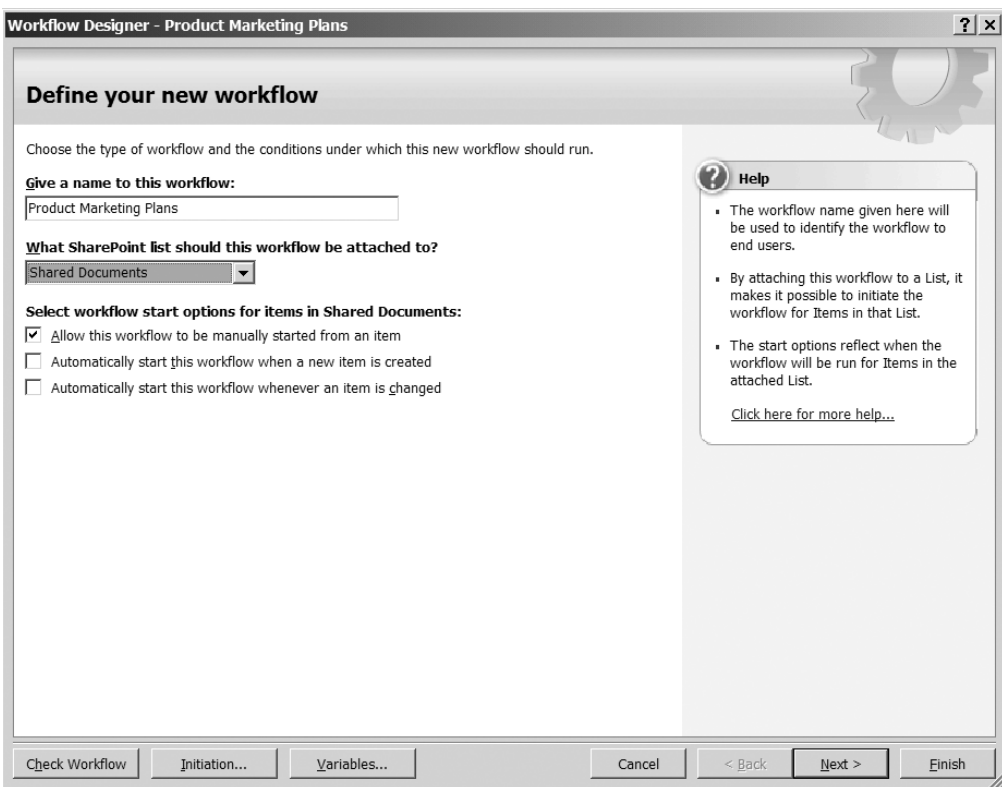 Workflow Designer - Product Marketing Plans
Define your new workflow
Choose the type of workflow and the conditions under which this new workflow should run.
Give a name to this workflow:
Product Marketing Plans
What SharePoint list should this workflow be attached to?
Shared Documents
Select workflow start options for items in Shared Documents:
Allow this workflow to be manually started from an item
Automatically start this workflow when a new item is created
Automatically start this workflow whenever an item is changed
Help
The workflow name given here will
be used to identify the workflow to
end users.
By attaching this workflow to a List, it
makes it possible to initiate the
workflow for Items in that List.
The start options reflect when the
workflow will be run for Items in the
attached List.
Click here for more help...
Check Workflow
Initiation...
Variables...
Cancel
< Back
Next >
Finish